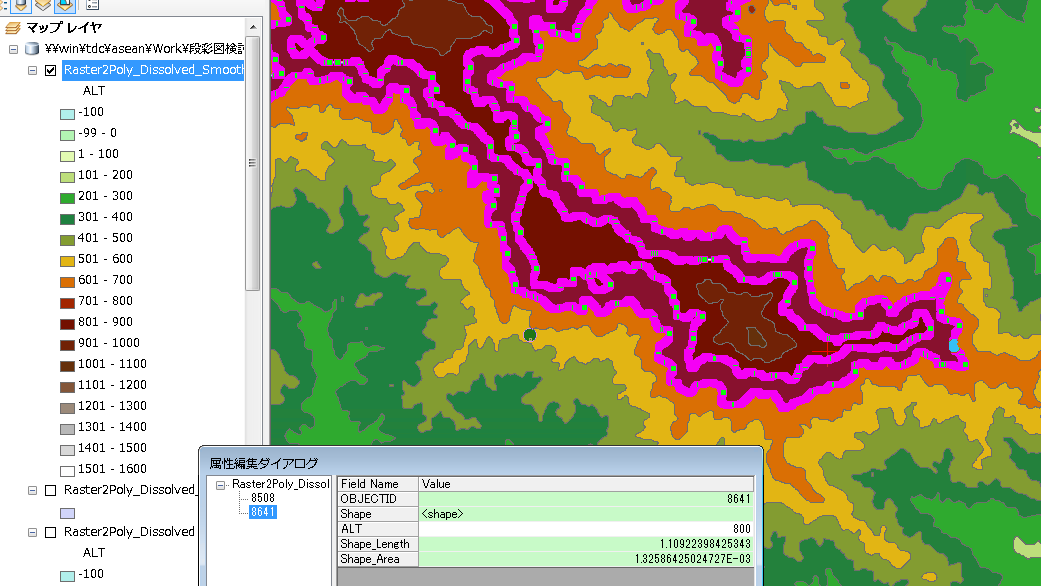 マップ レイヤ
¥¥win¥tdc¥asean¥Work¥段彩図検討
Raster2Poly_Dissolved_Smooth
ALT
-100
-99 - 0
1 - 100
101 - 200
201 - 300
301 - 400
401 - 500
501 - 600
601 - 700
701 - 800
801 - 900
901 - 1000
1001 - 1100
1101 - 1200
1201 - 1300
1301 - 1400
1401 - 1500
1501 - 1600
Raster2Poly_Dissolved_
Raster2Poly_Dissolved
ALT
-100
属性編集ダイアログ
Raster2Poly_Dissol
8508
8641
Field Name Value
OBJECTID 8641
Shape <shape>
ALT 800
Shape_Length 1.10922398425343
Shape_Area 1.32586425024727E-03